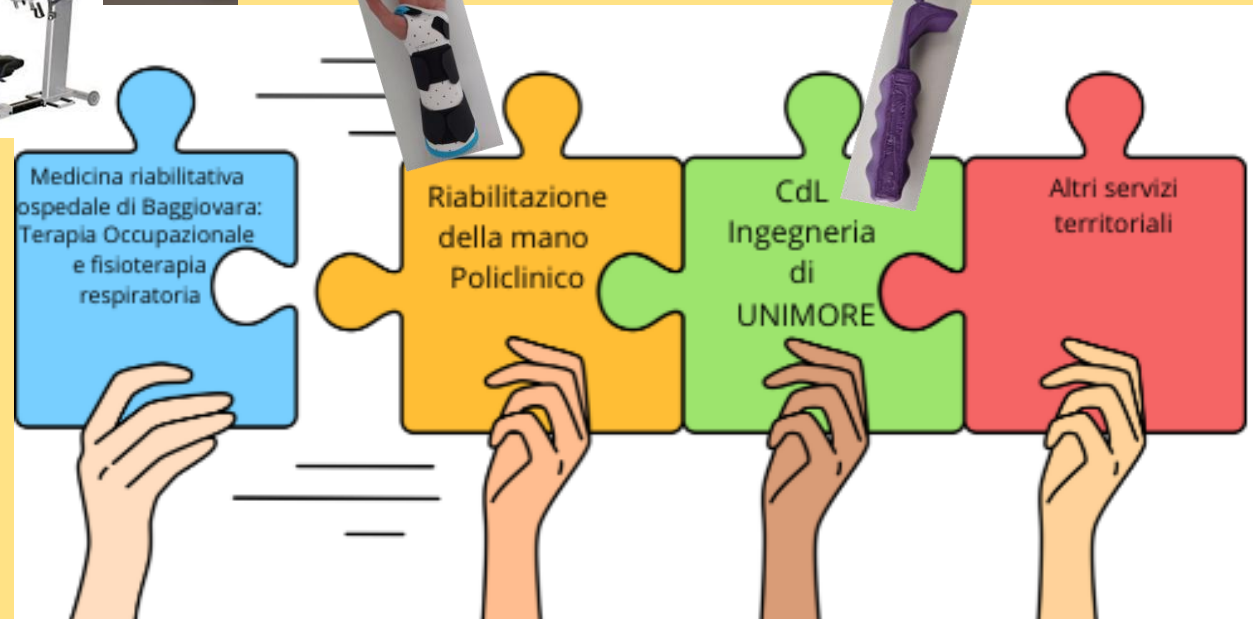 Medicina riabilitativa
ospedale di Baggiovara:
Terapia Occupazionale
e fisioterapia
respiratoria
Riabilitazione
della mano
Policlinico
CdL
Ingegneria
di
UNIMORE
Altri servizi
territoriali